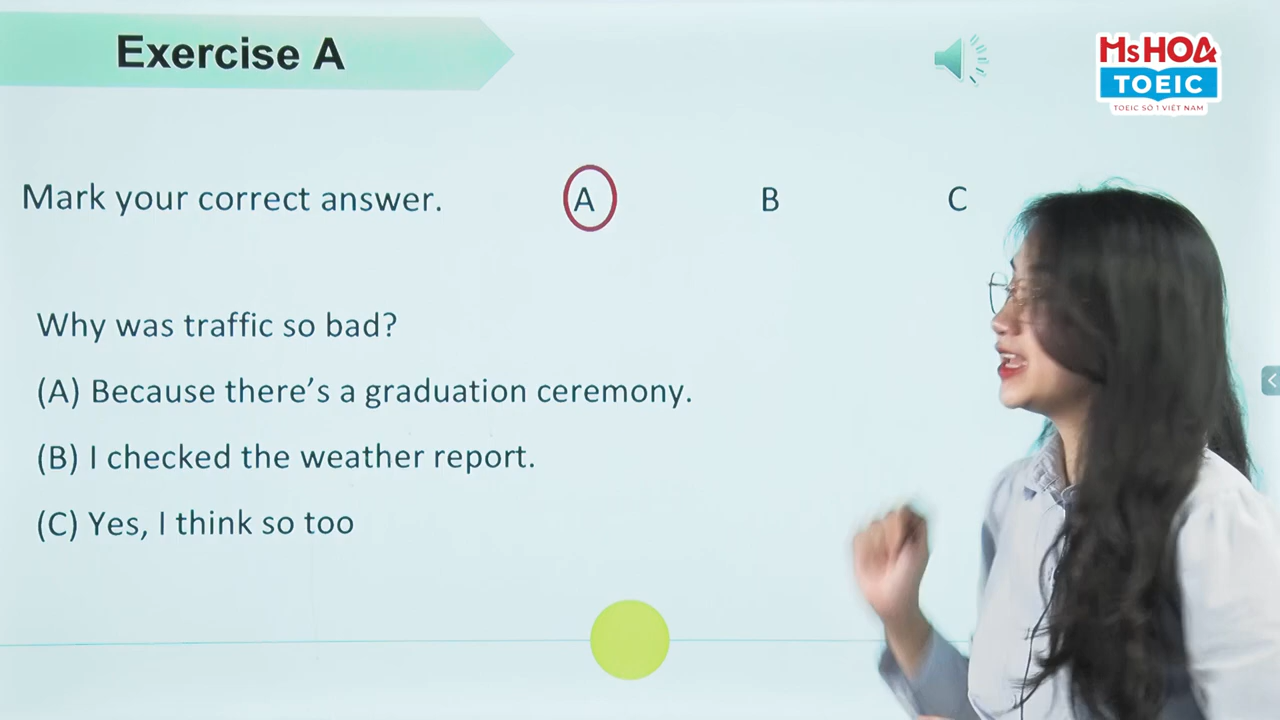 Exercise A
Ms HOA
TOEIC
TOEIC SỐ 1 VIỆT NAM
Mark your correct answer.
A
B
C
Why was traffic so bad?
(A) Because there’s a graduation ceremony.
(B) I checked the weather report.
(C) Yes, I think so too